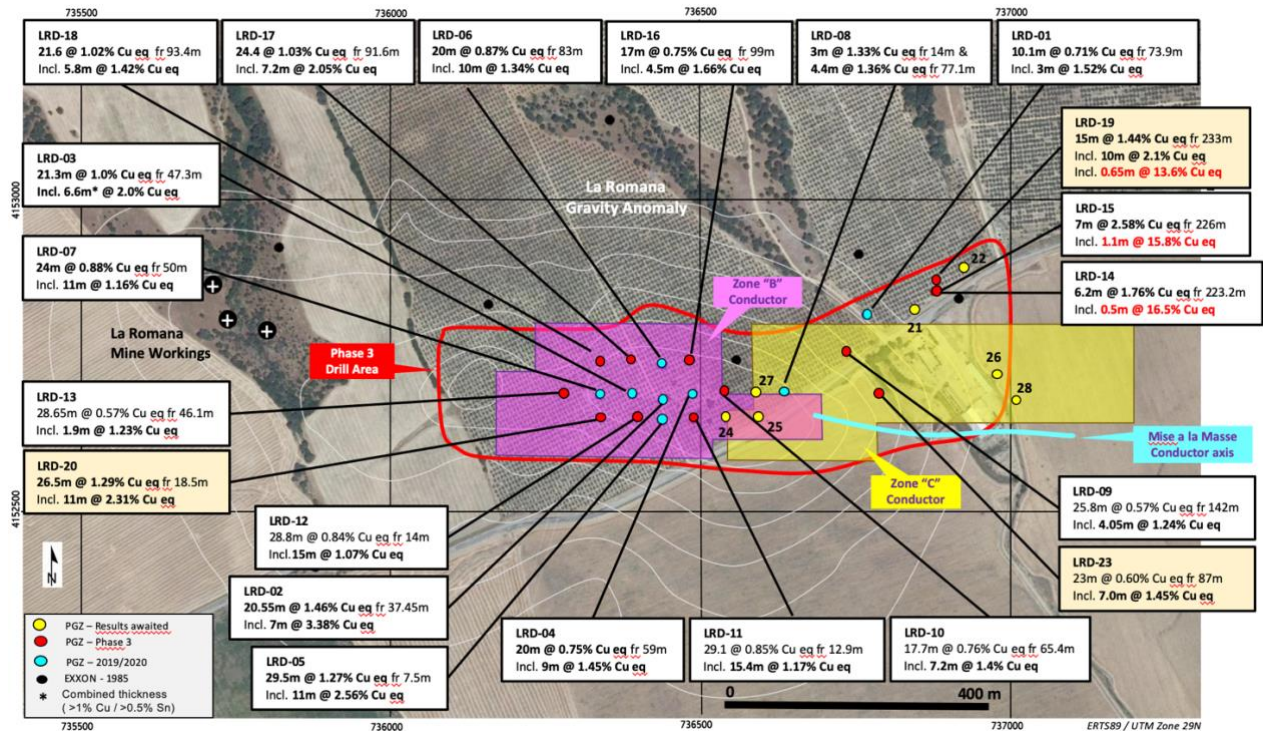 735500
736000
736500
737000
LRD-18
21.6 @ 1.02% Cu eq fr 93.4m
Incl. 5.8m @ 1.42% Cu eq
LRD-17
24.4 @ 1.03% Cu eq fr 91.6m
Incl. 7.2m @ 2.05% Cu eq
LRD-06
20m @ 0.87% Cu eq fr 83m
Incl. 10m @ 1.34% Cu eq
LRD-16
17m @ 0.75% Cu eq fr 99m
Incl. 4.5m @ 1.66% Cu eq
LRD-08
3m @ 1.33% Cu eq fr 14m &
4.4m @ 1.36% Cu eq fr 77.1m
LRD-01
10.1m @ 0.71% Cu eq fr 73.9m
Incl. 3m @ 1.52% Cu eq
LRD-19
15m @ 1.44% Cu eq fr 233m
Incl. 10m @ 2.1% Cu eq
Incl. 0.65m @ 13.6% Cu eq
LRD-03
21.3m @ 1.0% Cu eq fr 47.3m
Incl. 6.6m* @ 2.0% Cu eq
La Romana
Gravity Anomaly
4153000
LRD-15
7m @ 2.58% Cu eq fr 226m
Incl. 1.1m @ 15.8% Cu eq
LRD-07
24m @ 0.88% Cu eq fr 50m
Incl. 11m @ 1.16% Cu eq
LRD-14
6.2m @ 1.76% Cu eq fr 223.2m
Incl. 0.5m @ 16.5% Cu eq
22
Zone "B"
Conductor
21
La Romana
Mine Workings
Phase 3
Drill Area
26
27
28
24
25
LRD-13
28.65m @ 0.57% Cu eq fr 46.1m
Incl. 1.9m @ 1.23% Cu eq
Mise a la Masse
Conductor axis
LRD-20
26.5m @ 1.29% Cu eq fr 18.5m
Incl. 11m @ 2.31% Cu eq
Zone "C"
Conductor
4152500
LRD-09
25.8m @ 0.57% Cu eq fr 142m
Incl. 4.05m @ 1.24% Cu eq
LRD-12
28.8m @ 0.84% Cu eq fr 14m
Incl. 15m @ 1.07% Cu eq
LRD-23
23m @ 0.60% Cu eq fr 87m
Incl. 7.0m @ 1.45% Cu eq
LRD-02
20.55m @ 1.46% Cu eq fr 37.45m
Incl. 7m @ 3.38% Cu eq
LRD-04
20m @ 0.75% Cu eq fr 59m
Incl. 9m @ 1.45% Cu eq
LRD-11
29.1 @ 0.85% Cu eq fr 12.9m
Incl. 15.4m @ 1.17% Cu eq
LRD-10
17.7m @ 0.76% Cu eq fr 65.4m
Incl. 7.2m @ 1.4% Cu eq
LRD-05
29.5m @ 1.27% Cu eq fr 7.5m
Incl. 11m @ 2.56% Cu eq
N
PGZ – Results awaited
PGZ – Phase 3
PGZ – 2019/2020
EXXON - 1985
* Combined thickness
( >1% Cu / >0.5% Sn)
0
400 m
735500
736000
736500
737000
ERTS89 / UTM Zone 29N